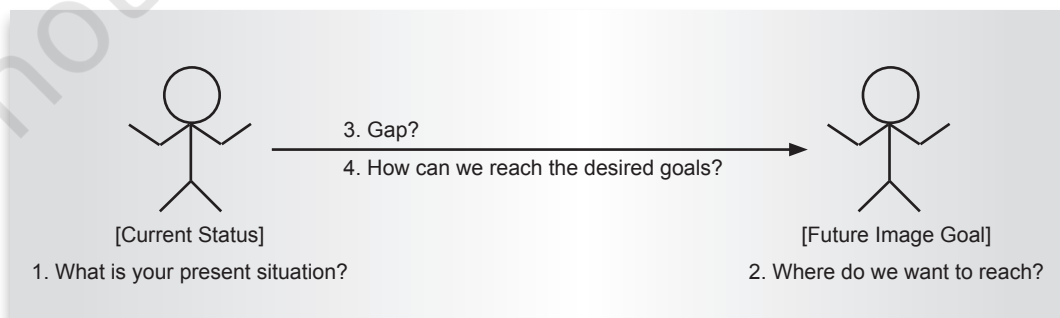 3. Gap?
4. How can we reach the desired goals?
[Current Status]
1. What is your present situation?
[Future Image Goal]
2. Where do we want to reach?